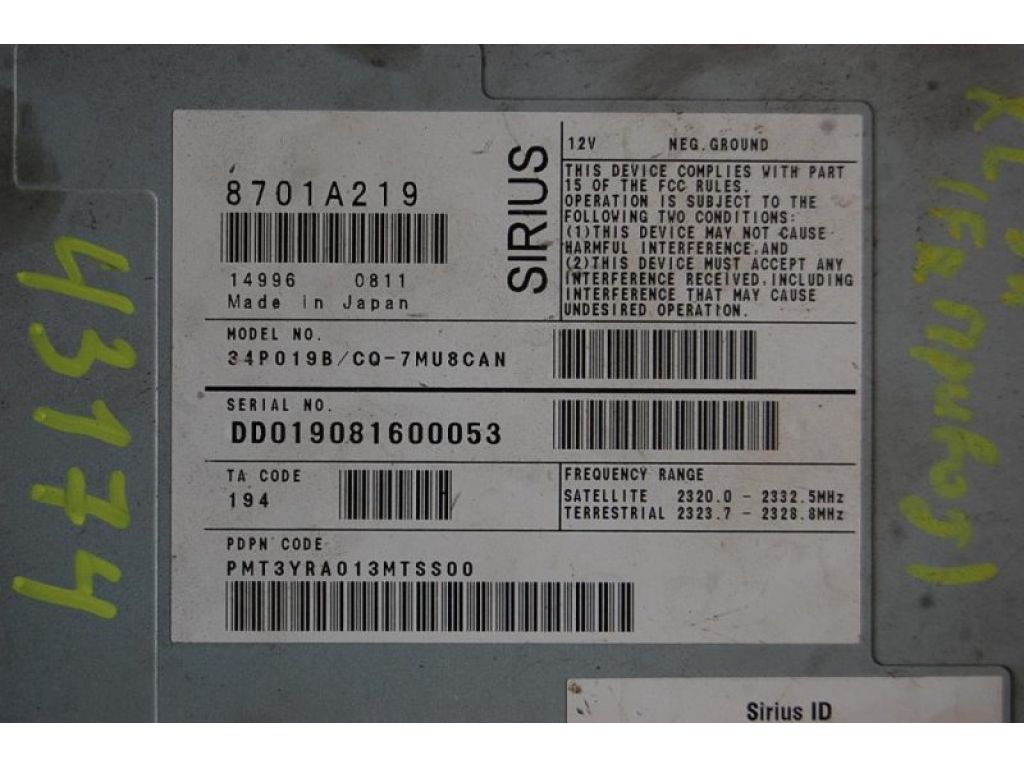 8701A219
14996 0811
Made in Japan
SIRIUS
12V NEG.GROUND
THIS DEVICE COMPLIES WITH PART
15 OF THE FCC RULES.
OPERATION IS SUBJECT TO THE
FOLLOWING TWO CONDITIONS:
(1)THIS DEVICE MAY NOT CAUSE
HARMFUL INTERFERENCE,AND
(2)THIS DEVICE MUST ACCEPT ANY
INTERFERENCE RECEIVED,INCLUDING
INTERFERENCE THAT MAY CAUSE
UNDESIRED OPERATION.
MODEL NO.
34P019B/CQ-7MU8CAN
SERIAL NO.
DD019081600053
TA CODE
194
FREQUENCY RANGE
SATELLITE 2320.0 - 2332.5MHz
TERRESTRIAL 2323.7 - 2328.8MHz
PDPN CODE
PMT3YRA013MTSS00
Sirius ID
43174